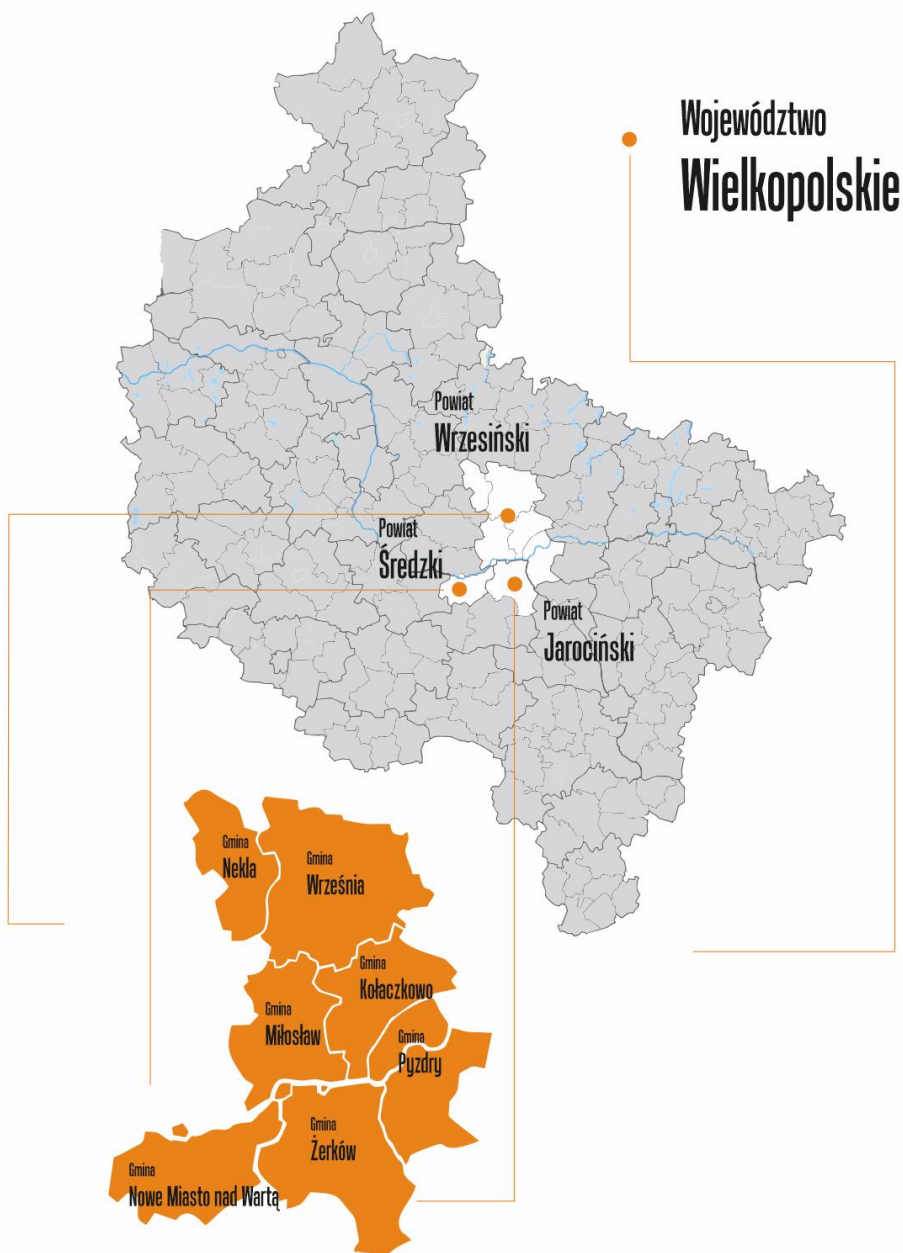 Województwo
Wielkopolskie
Powiat
Wrzesiński
Powiat
Średzki
Powiat
Jarociński
Gmina
Nekla
Gmina
Września
Gmina
Kołaczkowo
Gmina
Miłosław
Gmina
Pyzdry
Gmina
Żerków
Gmina
Nowe Miasto nad Wartą